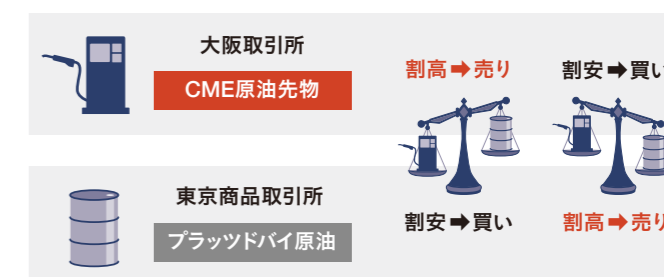 大阪取引所
CME原油先物
割高➡売り
割安➡買い
東京商品取引所
プラッツドバイ原油
割安➡買い
割高➡売り